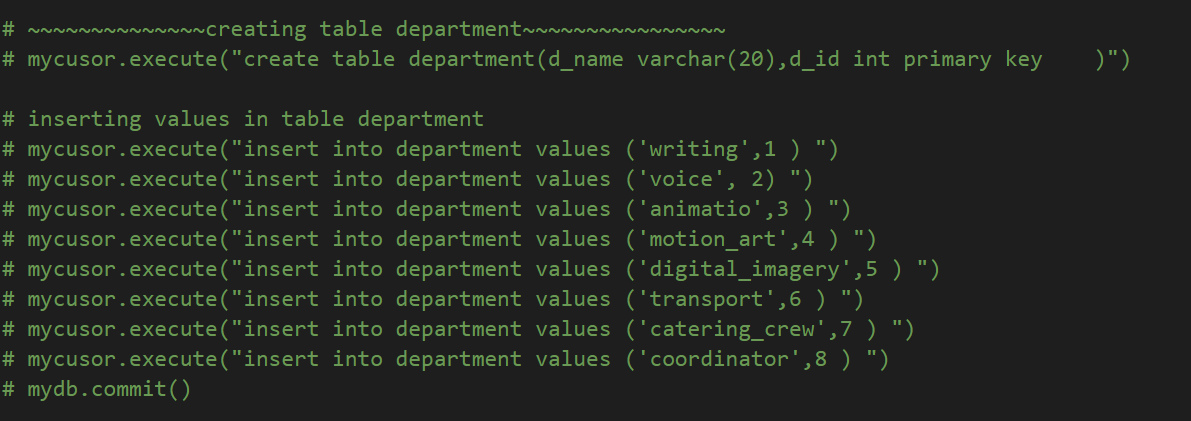 # ~~~~~~~~~~~~~~creating table department~~~~~~~~~~~~~~~~
# mycusor.execute("create table department(d_name varchar(20),d_id int primary key    )")
# inserting values in table department
# mycusor.execute("insert into department values ('writing',1 ) ")
# mycusor.execute("insert into department values ('voice', 2) ")
# mycusor.execute("insert into department values ('animatio',3 ) ")
# mycusor.execute("insert into department values ('motion_art',4 ) ")
# mycusor.execute("insert into department values ('digital_imagery',5 ) ")
# mycusor.execute("insert into department values ('transport',6 ) ")
# mycusor.execute("insert into department values ('catering_crew',7 ) ")
# mycusor.execute("insert into department values ('coordinator',8 ) ")
# mydb.commit()